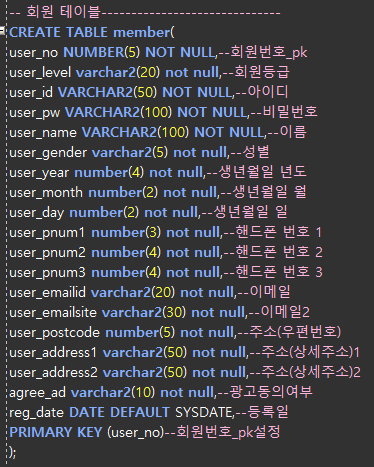 -- 회원 테이블------------------------------
CREATE TABLE member(
user_no NUMBER(5) NOT NULL,--회원번호_pk
user_level varchar2(20) not null,--회원등급
user_id VARCHAR2(50) NOT NULL,--아이디
user_pw VARCHAR2(100) NOT NULL,--비밀번호
user_name VARCHAR2(100) NOT NULL,--이름
user_gender varchar2(5) not null,--성별
user_year number(4) not null,--생년월일 년도
user_month number(2) not null,--생년월일 월
user_day number(2) not null,--생년월일 일
user_pnum1 number(3) not null,--핸드폰 번호 1
user_pnum2 number(4) not null,--핸드폰 번호 2
user_pnum3 number(4) not null,--핸드폰 번호 3
user_emailid varchar2(20) not null,--이메일
user_emailsite varchar2(30) not null,--이메일2
user_postcode number(5) not null,--주소(우편번호)
user_address1 varchar2(50) not null,--주소(상세주소)1
user_address2 varchar2(50) not null,--주소(상세주소)2
agree_ad varchar2(10) not null,--광고동의여부
reg_date DATE DEFAULT SYSDATE,--등록일
PRIMARY KEY (user_no)--회원번호_pk설정
);